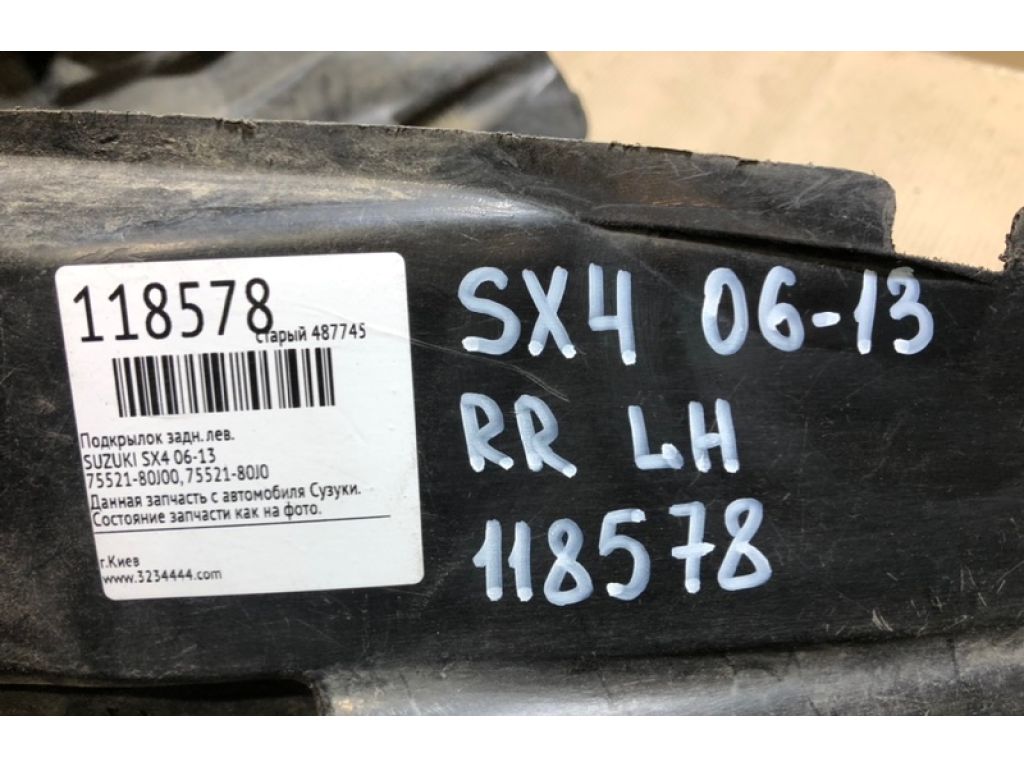 118578
старый 487745
Подкрылок задн. лев.
SUZUKI SX4 06-13
75521-80J00, 75521-80J0
Данная запчасть с автомобиля Сузуки.
Состояние запчасти как на фото.
г.Киев
www.3234444.com
SX4 06-13
RR LH
118578